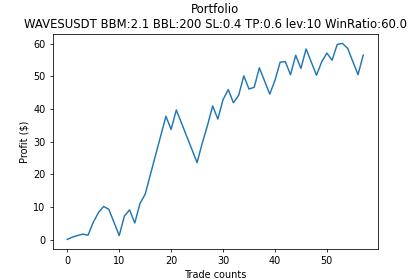 Portfolio
WAVESUSDT BBM:2.1 BBL:200 SL:0.4 TP:0.6 lev:10 WinRatio:60.0
60
50
40
30
20
10
0
Profit ($)
0 10 20 30 40 50
Trade counts